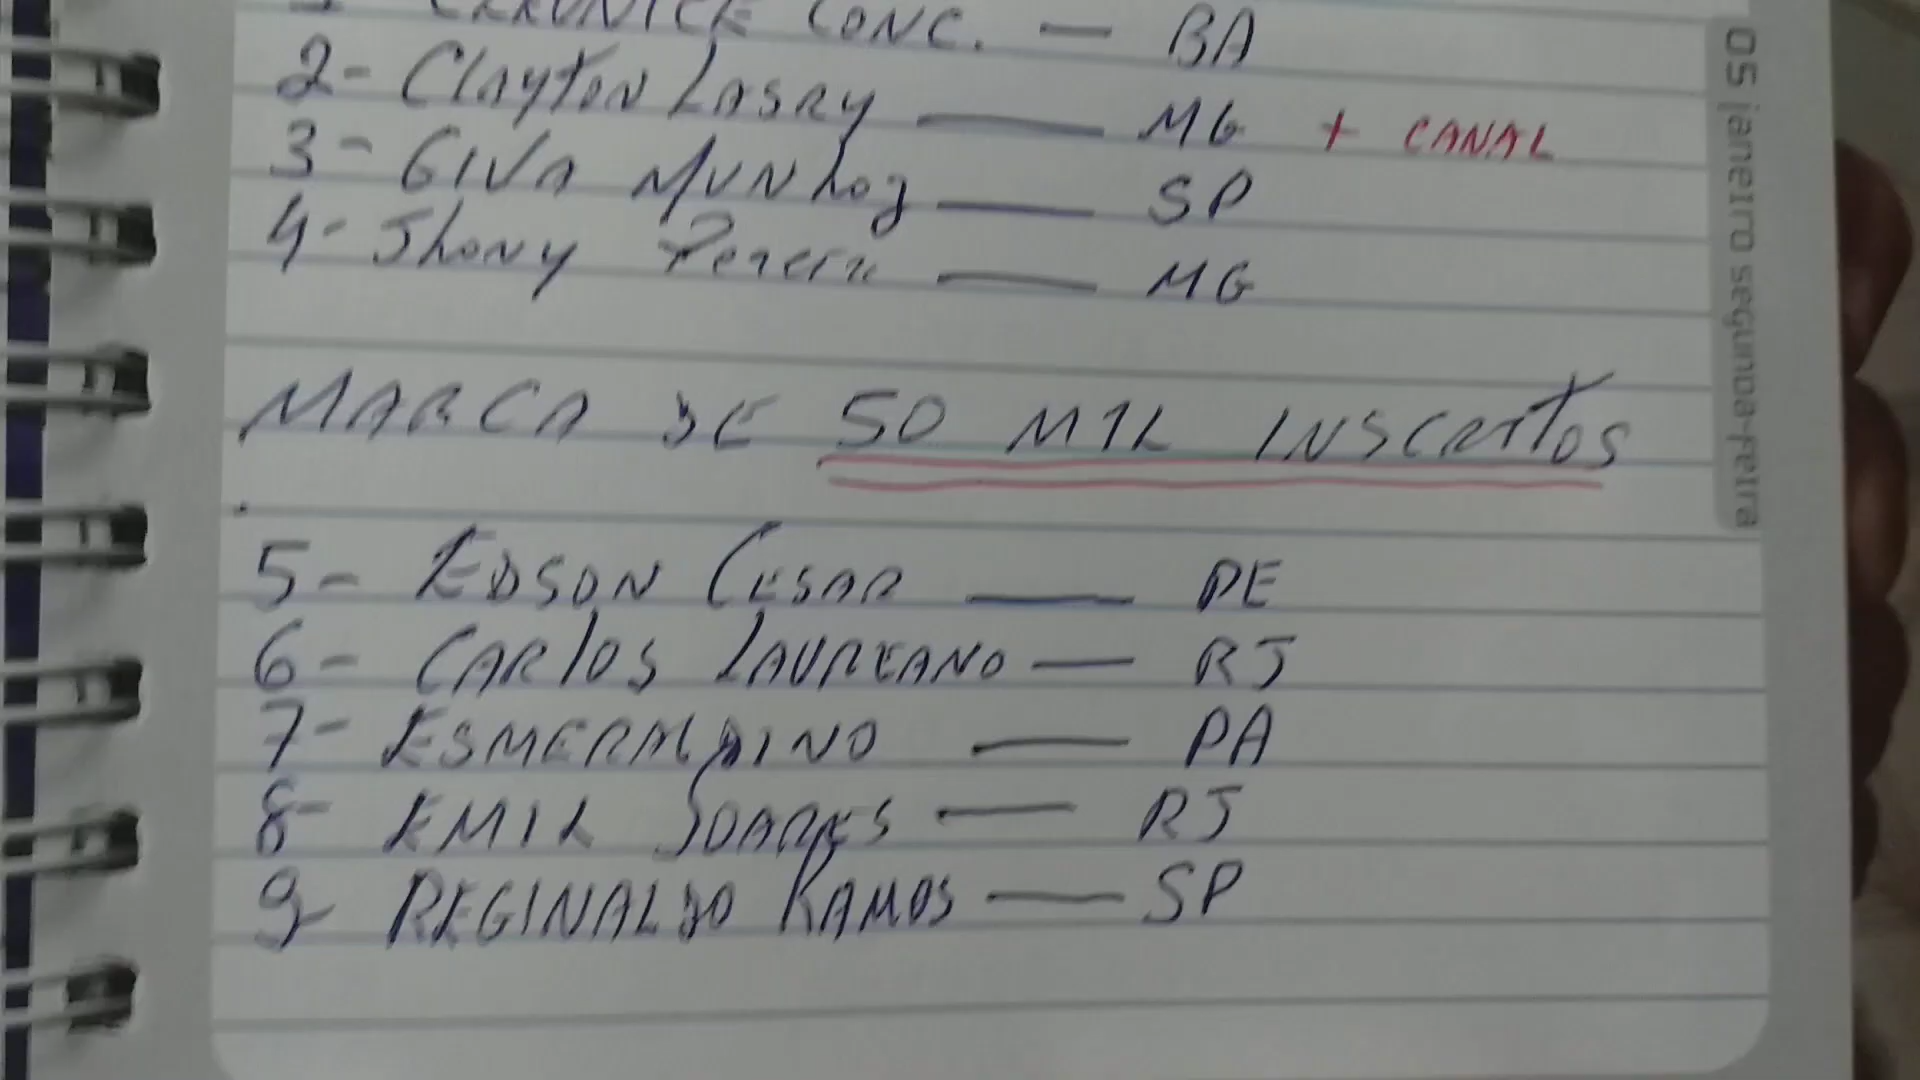 CONC. — BA
2- Clayton Lasry — MG + CANAL
3- GIVA MUNhoz — SP
4- Jhony Pereira — MG
MARCA DE 50 MIL INSCRITOS
5- EDSON CESAR — PE
6- CARlOS LAUREANO — RJ
7- ESMERALDINO — PA
8- EMIL SOARES — RJ
9- REGINALDO RAMOS — SP
05 janeiro segunda-feira